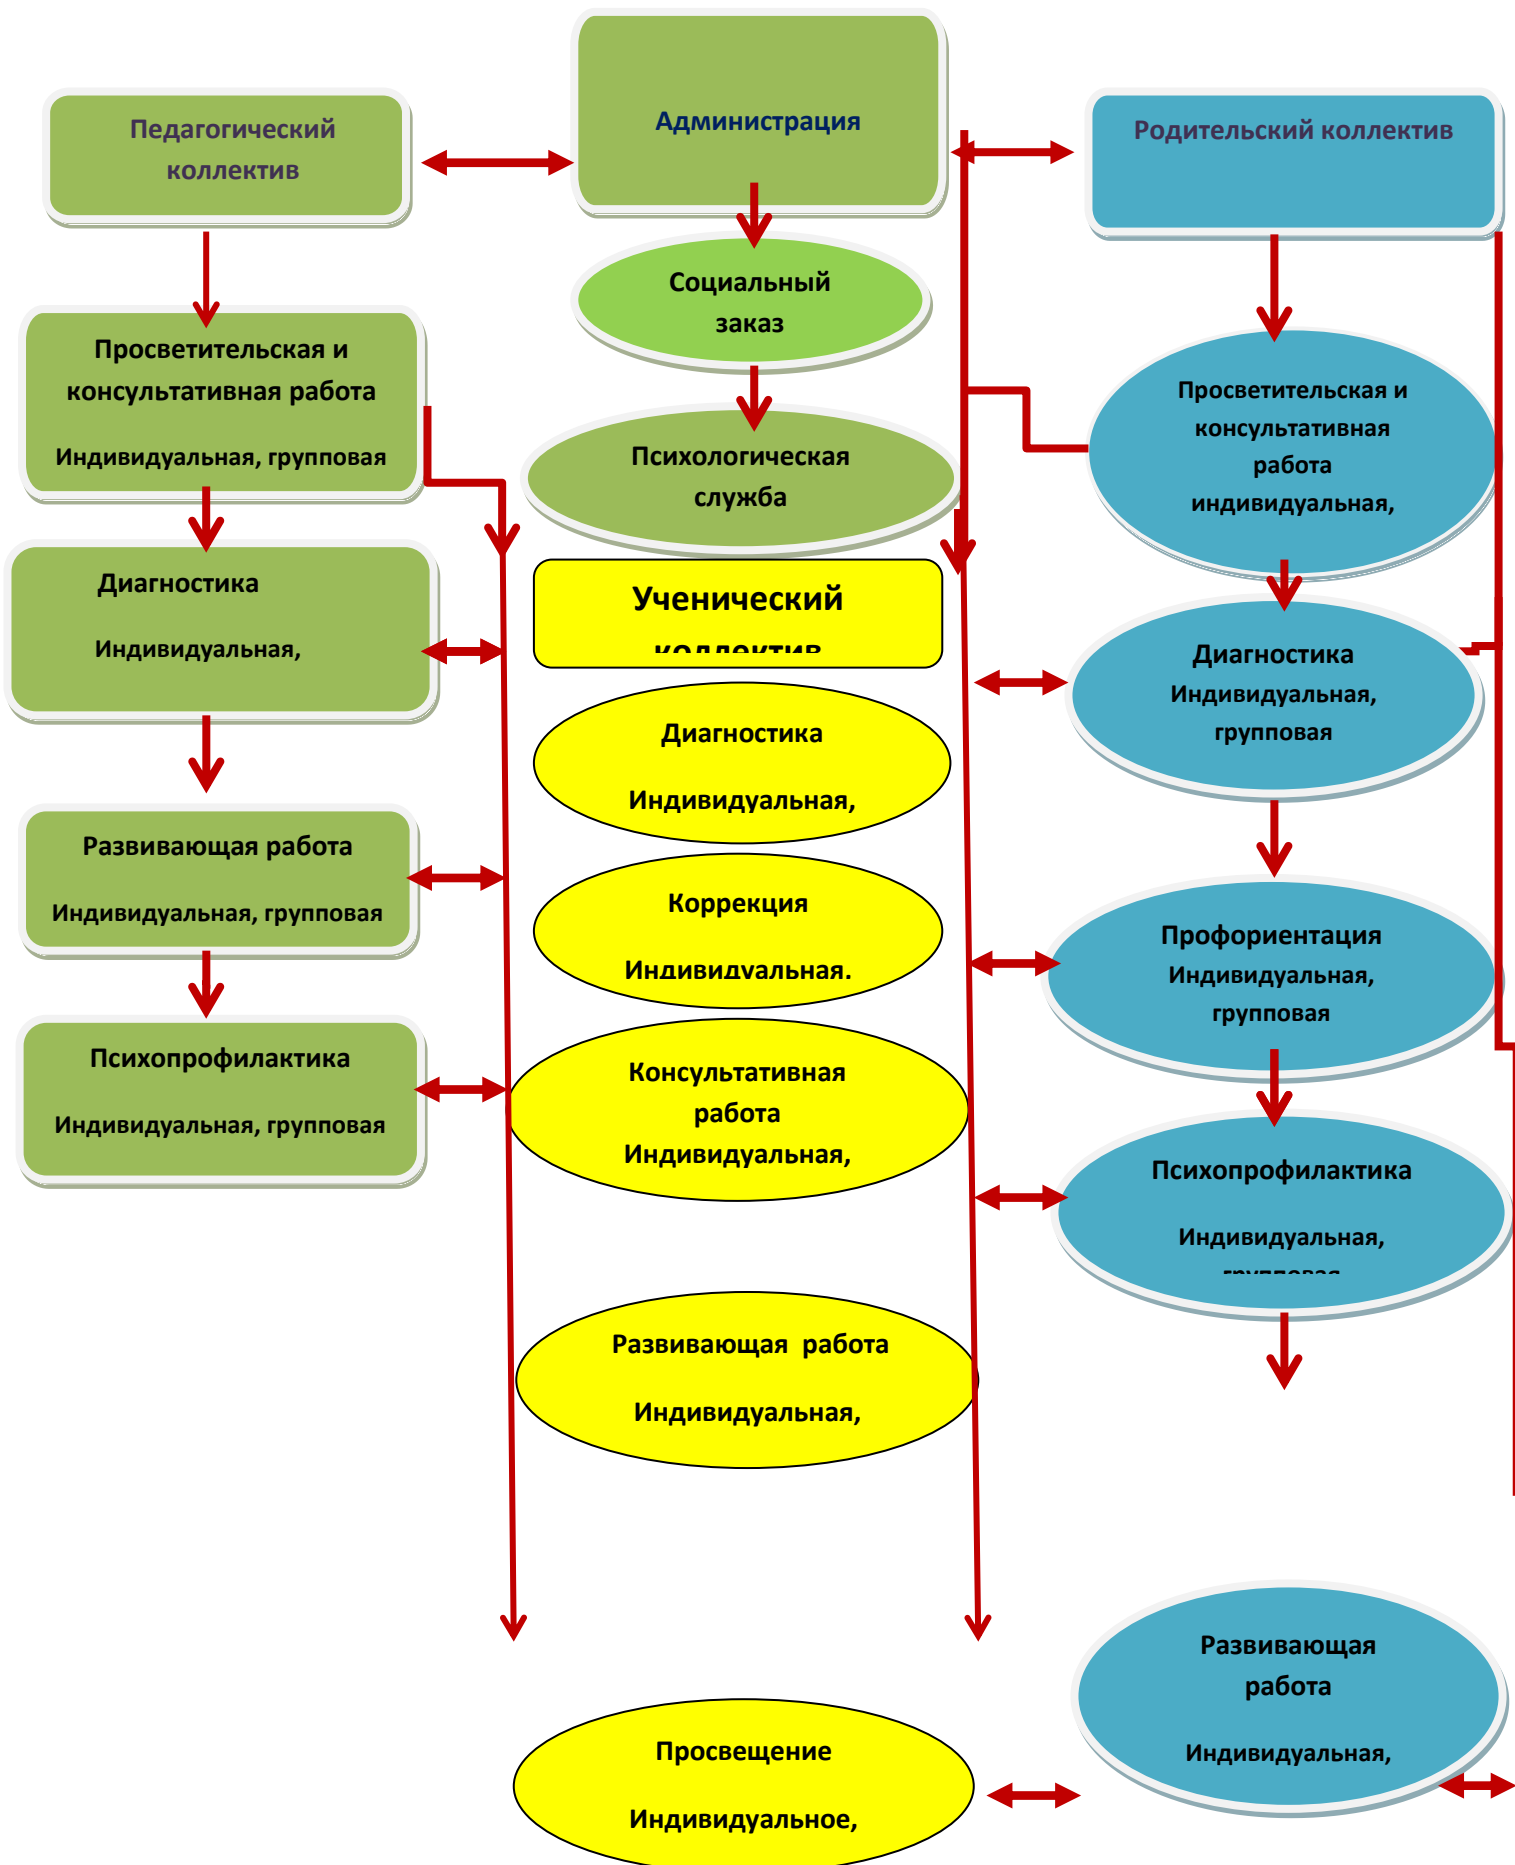 Педагогический
коллектив
Администрация
Родительский коллектив
Социальный
заказ
Просветительская и
консультативная работа
Индивидуальная, групповая
Психологическая
служба
Просветительская и
консультативная
работа
индивидуальная,
Диагностика
Индивидуальная,
Ученический
коллектив
Диагностика
Индивидуальная,
групповая
Диагностика
Индивидуальная,
Развивающая работа
Индивидуальная, групповая
Коррекция
Индивидуальная,
Профориентация
Индивидуальная,
групповая
Психопрофилактика
Индивидуальная, групповая
Консультативная
работа
Индивидуальная,
Психопрофилактика
Индивидуальная,
групповая
Развивающая работа
Индивидуальная,
Развивающая
работа
Индивидуальная,
Просвещение
Индивидуальное,